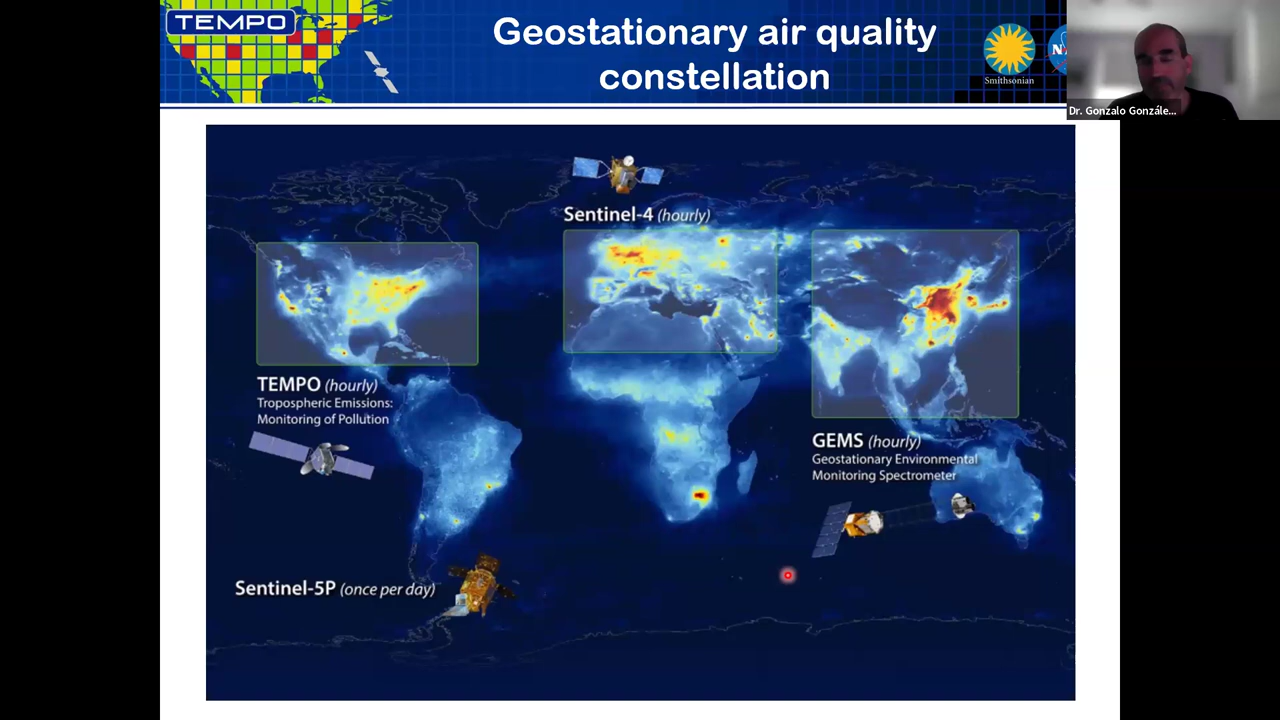 TEMPO
Geostationary air quality
constellation
Smithsonian
Dr. Gonzalo Gonzále...
Sentinel-4 (hourly)
TEMPO (hourly)
Tropospheric Emissions:
Monitoring of Pollution
GEMS (hourly)
Geostationary Environmental
Monitoring Spectrometer
Sentinel-5P (once per day)